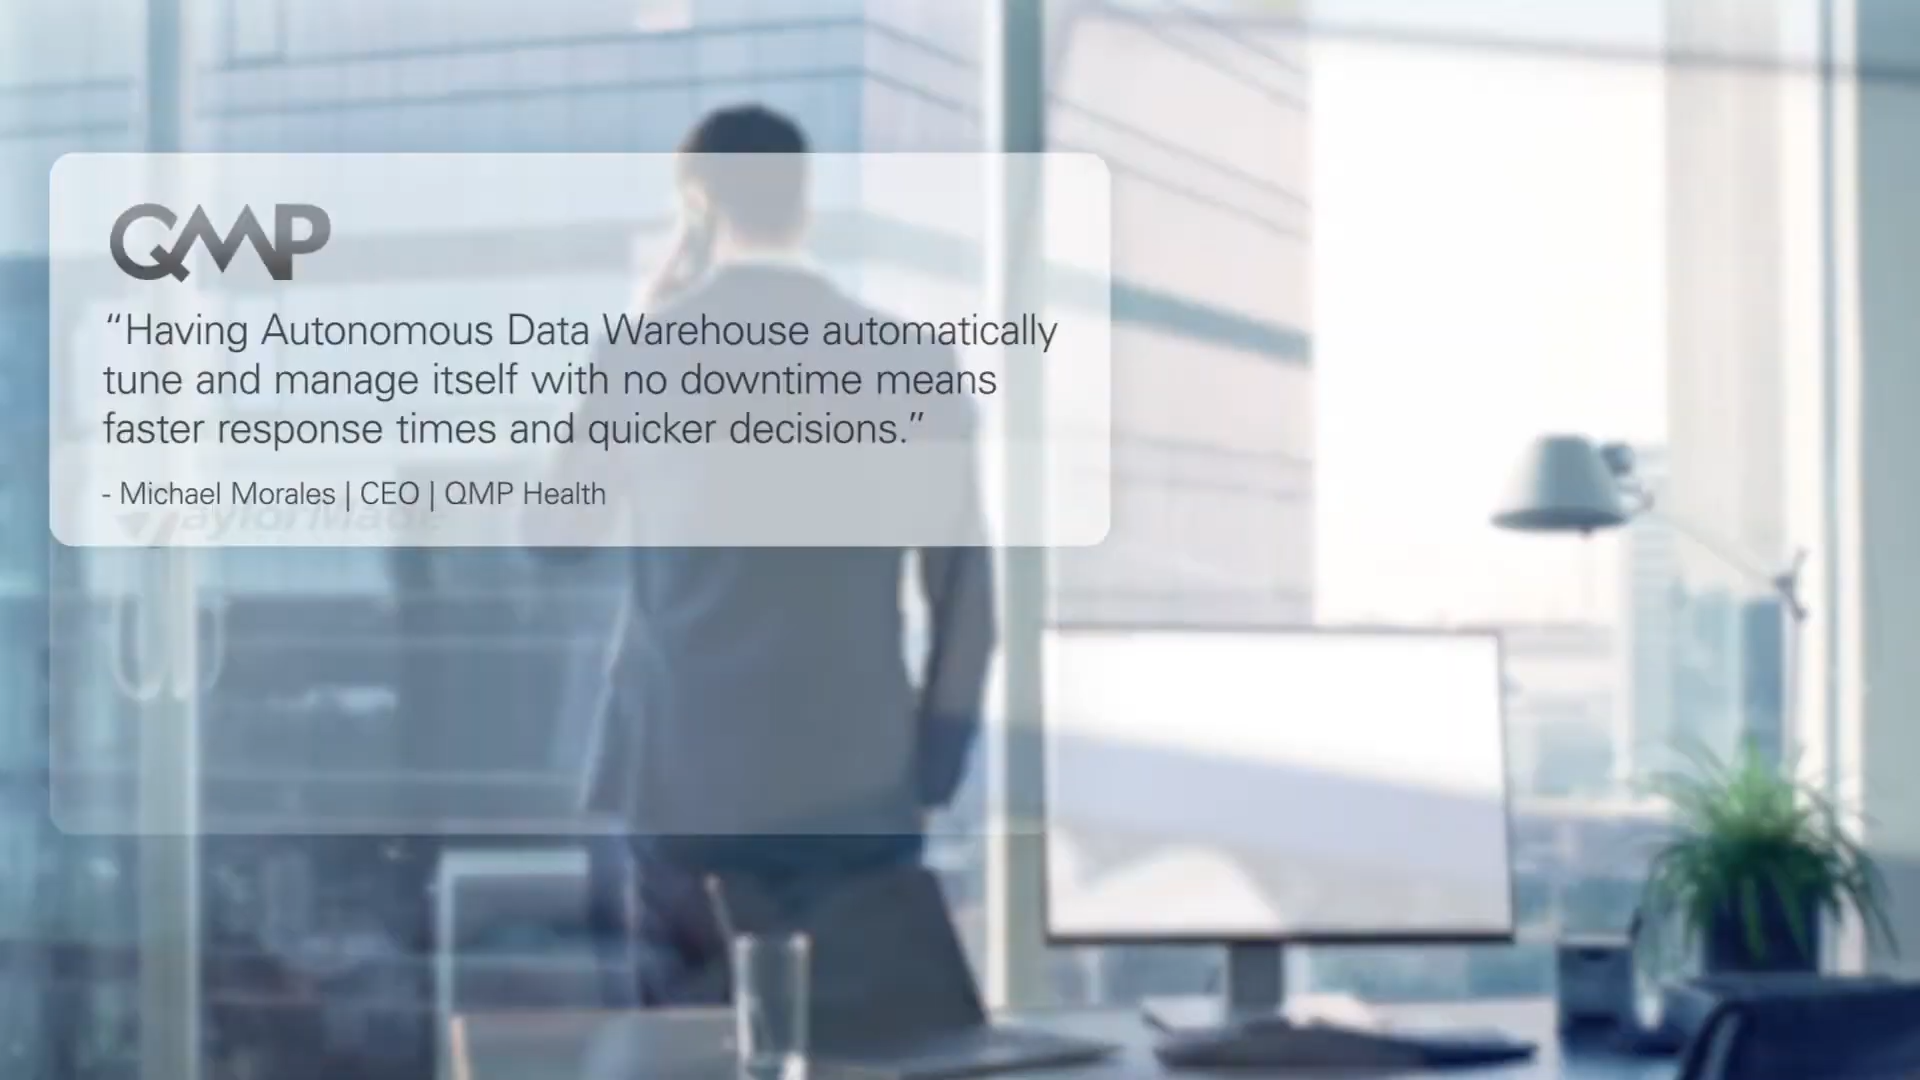 QMP
“Having Autonomous Data Warehouse automatically
tune and manage itself with no downtime means
faster response times and quicker decisions.”
- Michael Morales | CEO | QMP Health
TaylorMade